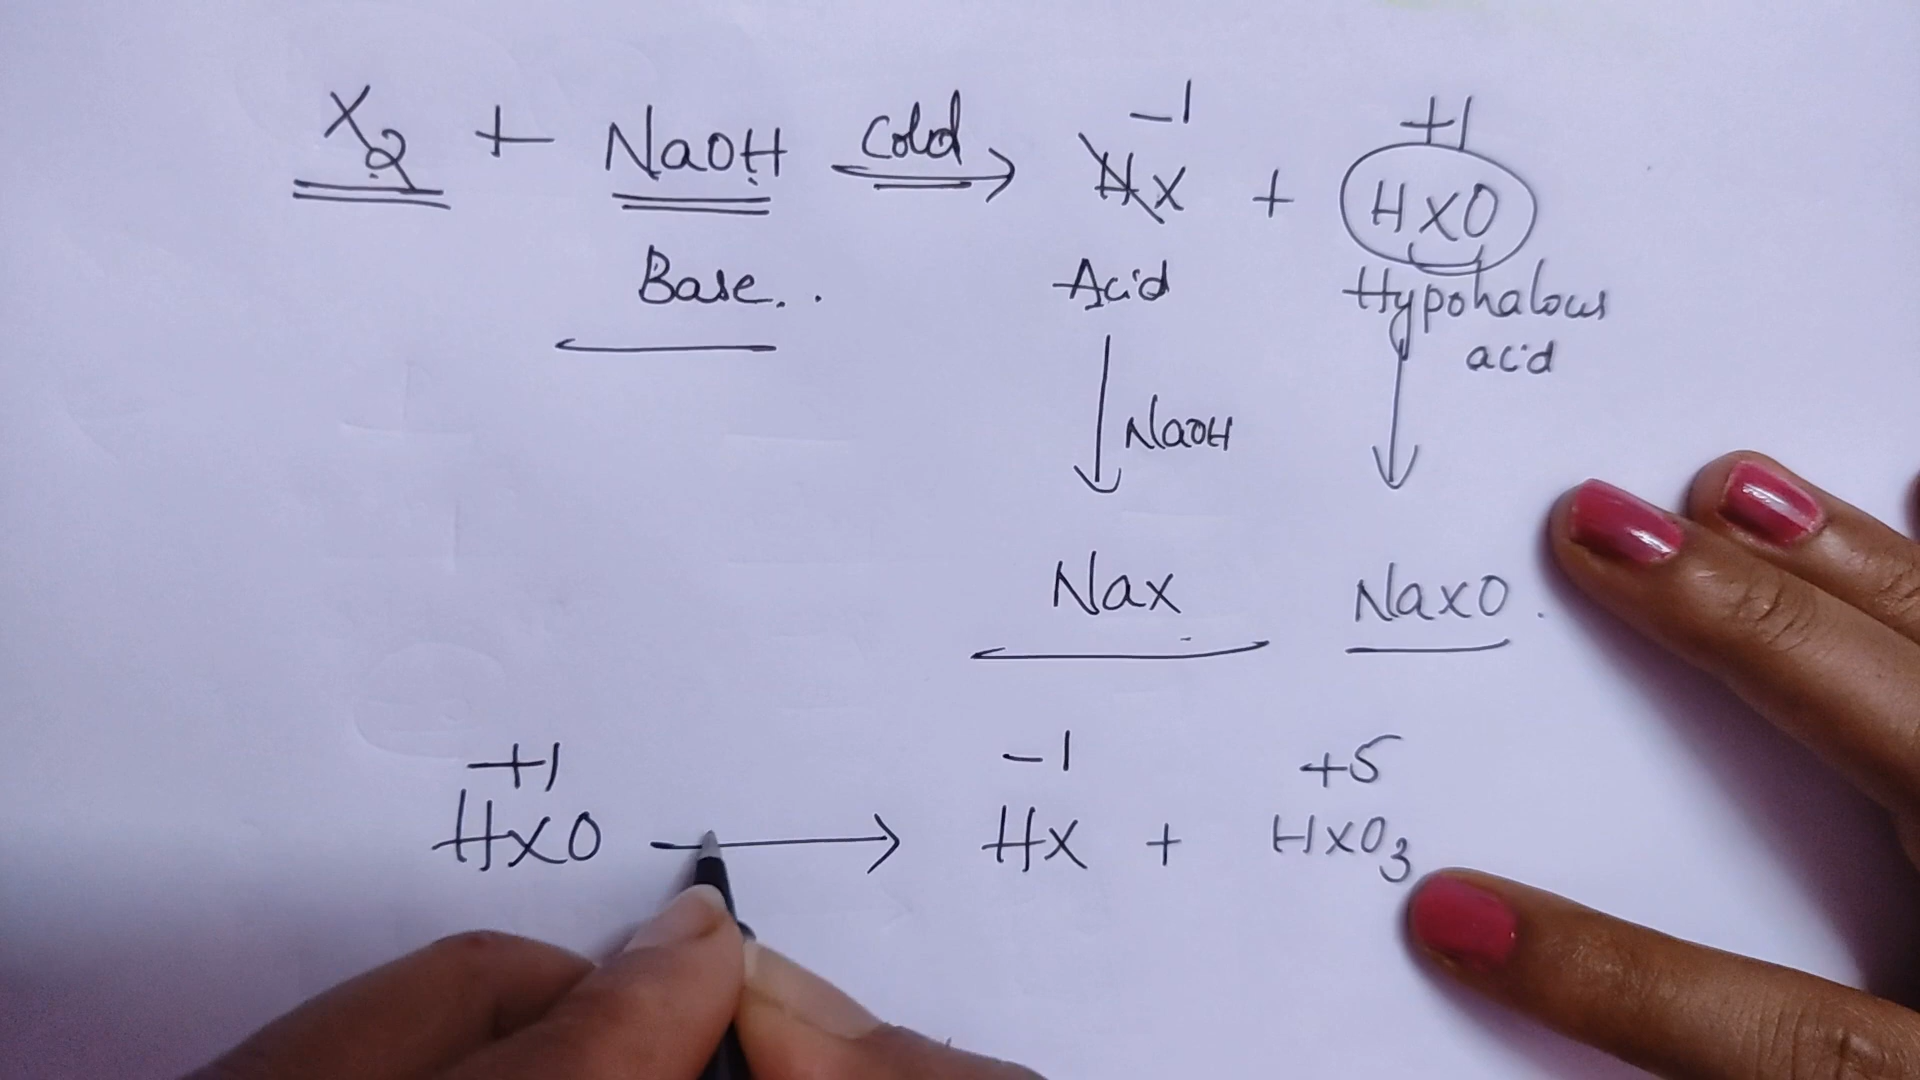 -1 +1
X2 + NaOH cold → HX + HXO
Base.. Acid Hypohalous
acid
NaOH
Nax NaxO.
+1 -1 +5
HXO → HX + HXO3